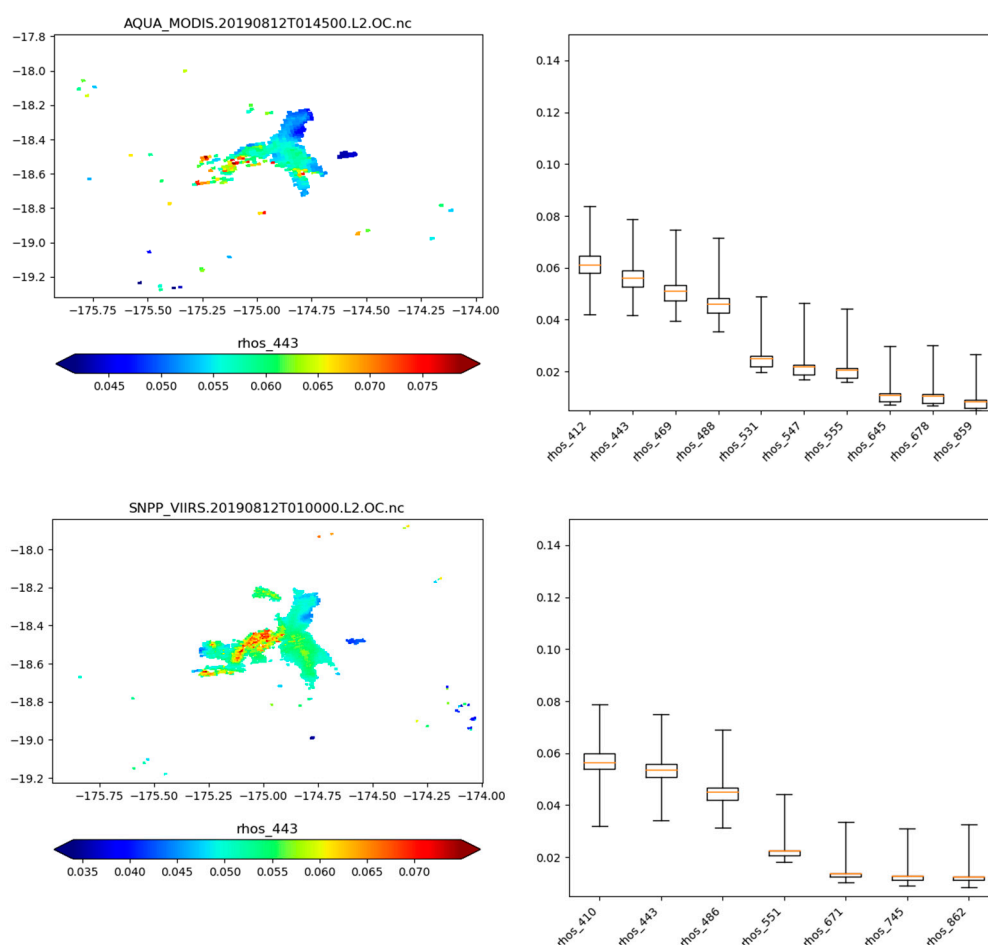 AQUA_MODIS.20190812T014500.L2.OC.nc
−17.8
−18.0
−18.2
−18.4
−18.6
−18.8
−19.0
−19.2
−175.75 −175.50 −175.25 −175.00 −174.75 −174.50 −174.25 −174.00
rhos_443
0.045 0.050 0.055 0.060 0.065 0.070 0.075
0.14
0.12
0.10
0.08
0.06
0.04
0.02
rhos_412 rhos_443 rhos_469 rhos_488 rhos_531 rhos_547 rhos_555 rhos_645 rhos_678 rhos_859
SNPP_VIIRS.20190812T010000.L2.OC.nc
−18.0
−18.2
−18.4
−18.6
−18.8
−19.0
−19.2
−175.75 −175.50 −175.25 −175.00 −174.75 −174.50 −174.25 −174.00
rhos_443
0.035 0.040 0.045 0.050 0.055 0.060 0.065 0.070
0.14
0.12
0.10
0.08
0.06
0.04
0.02
rhos_410 rhos_443 rhos_486 rhos_551 rhos_671 rhos_745 rhos_862